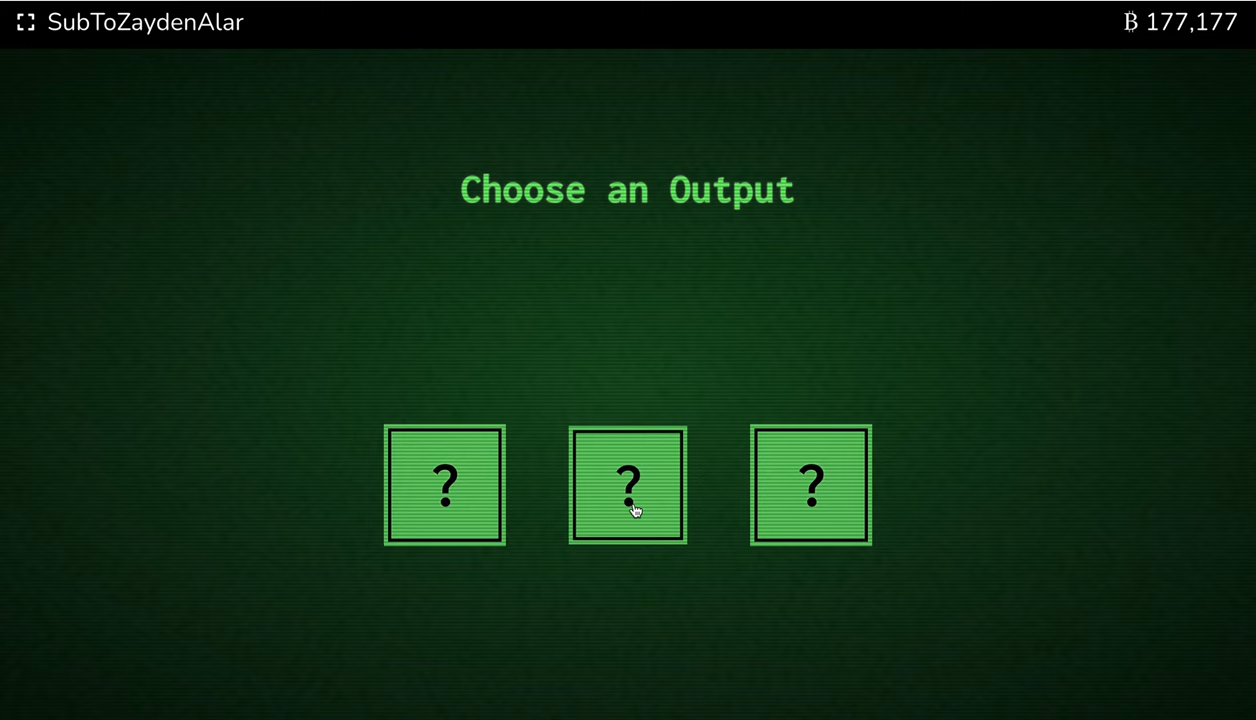 SubToZaydenAlar
₿ 177,177
Choose an Output
? ? ?